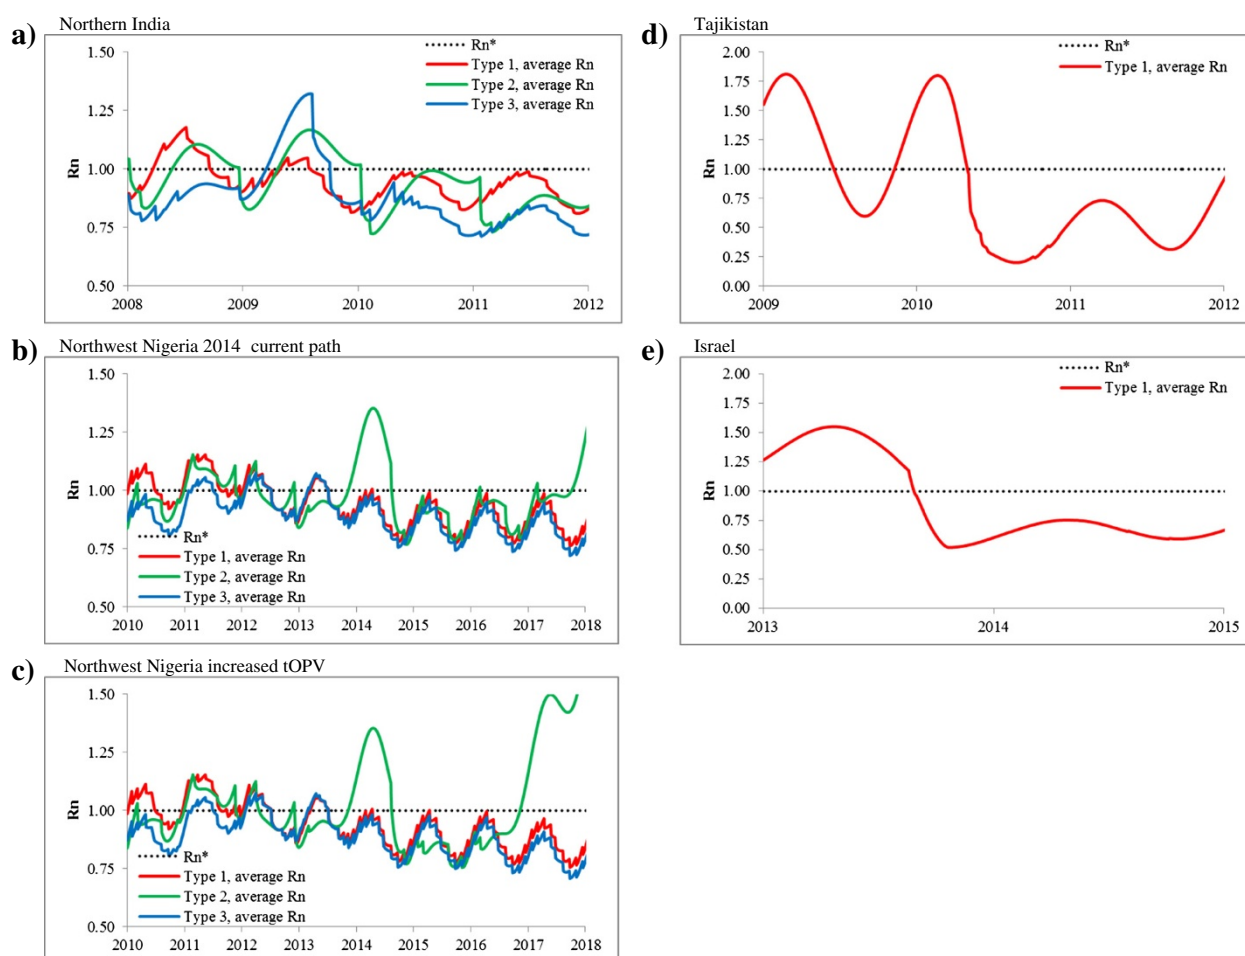 a) Northern India
Rn*
Type 1, average Rn
Type 2, average Rn
Type 3, average Rn
1.50
1.25
1.00
0.75
0.50
Rn
2008 2009 2010 2011 2012
b) Northwest Nigeria 2014 current path
1.50
1.25
1.00
0.75
0.50
Rn
Rn*
Type 1, average Rn
Type 2, average Rn
Type 3, average Rn
2010 2011 2012 2013 2014 2015 2016 2017 2018
c) Northwest Nigeria increased tOPV
1.50
1.25
1.00
0.75
0.50
Rn
Rn*
Type 1, average Rn
Type 2, average Rn
Type 3, average Rn
2010 2011 2012 2013 2014 2015 2016 2017 2018
d) Tajikistan
Rn*
Type 1, average Rn
2.00
1.75
1.50
1.25
1.00
0.75
0.50
0.25
0.00
Rn
2009 2010 2011 2012
e) Israel
Rn*
Type 1, average Rn
2.00
1.75
1.50
1.25
1.00
0.75
0.50
0.25
0.00
Rn
2013 2014 2015